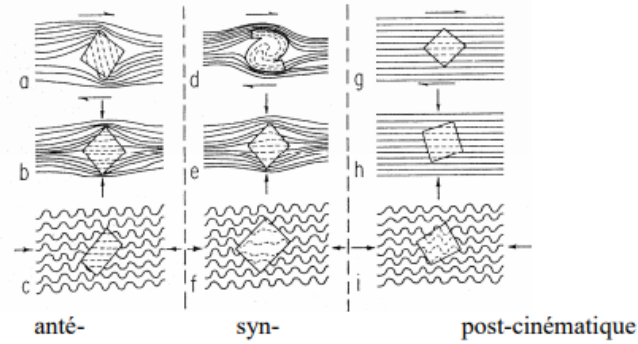 a d g
b e h
c f i
anté- syn- post-cinématique